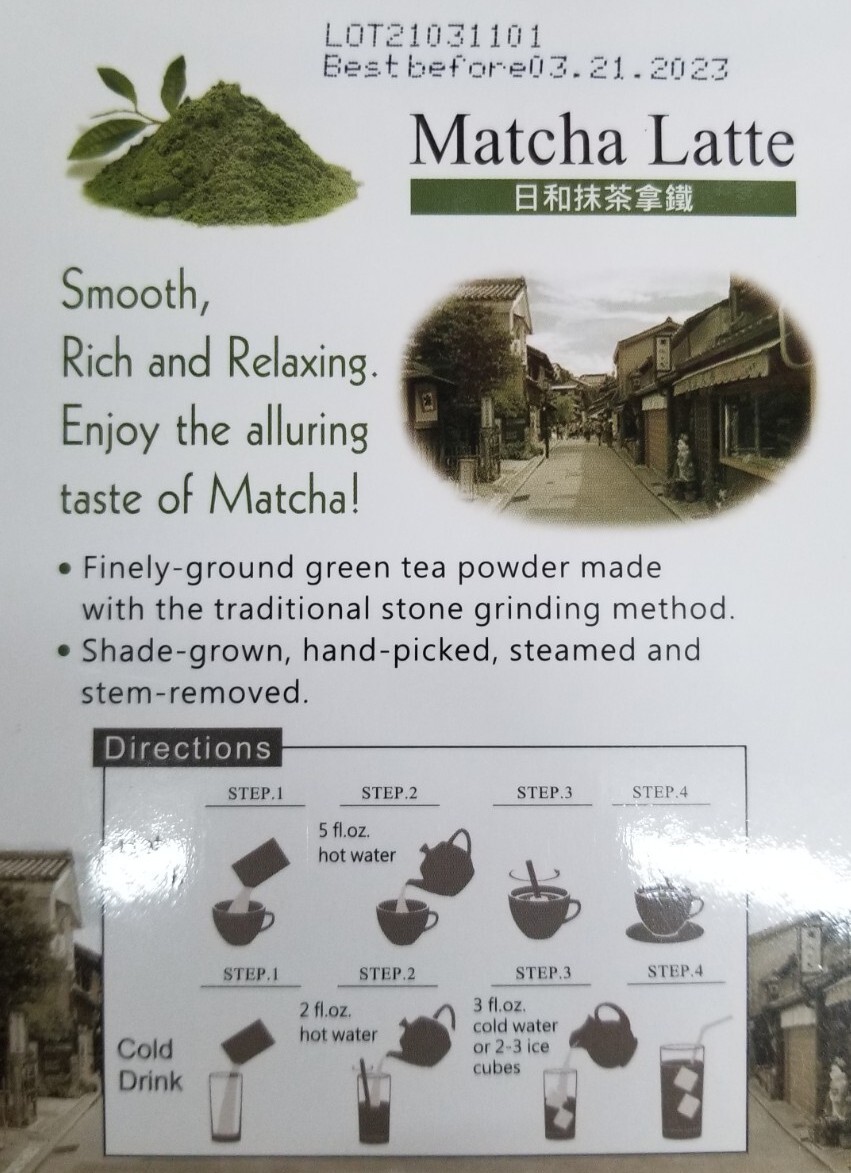 LOT21031101
Best before03.21.2023
Matcha Latte
日和抹茶拿鐵
Smooth,
Rich and Relaxing.
Enjoy the alluring
taste of Matcha!
• Finely-ground green tea powder made
with the traditional stone grinding method.
• Shade-grown, hand-picked, steamed and
stem-removed.
Directions
STEP.1 STEP.2 STEP.3 STEP.4
5 fl.oz.
hot water
STEP.1 STEP.2 STEP.3 STEP.4
2 fl.oz.
hot water
3 fl.oz.
cold water
or 2-3 ice
cubes
Cold
Drink